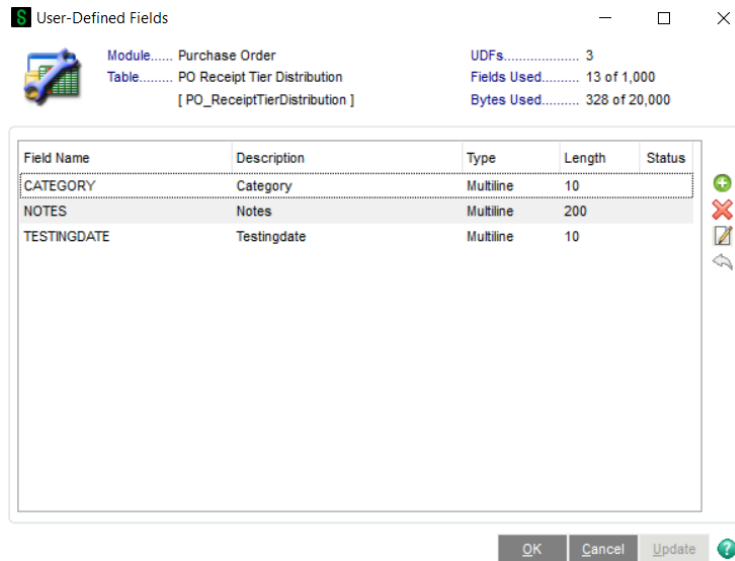 S User-Defined Fields
Module...... Purchase Order
UDFs.................... 3
Table......... PO Receipt Tier Distribution
Fields Used.......... 13 of 1,000
[ PO_ReceiptTierDistribution ]
Bytes Used.......... 328 of 20,000
Field Name Description Type Length Status
CATEGORY Category Multiline 10
NOTES Notes Multiline 200
TESTINGDATE Testingdate Multiline 10
OK Cancel Update ?